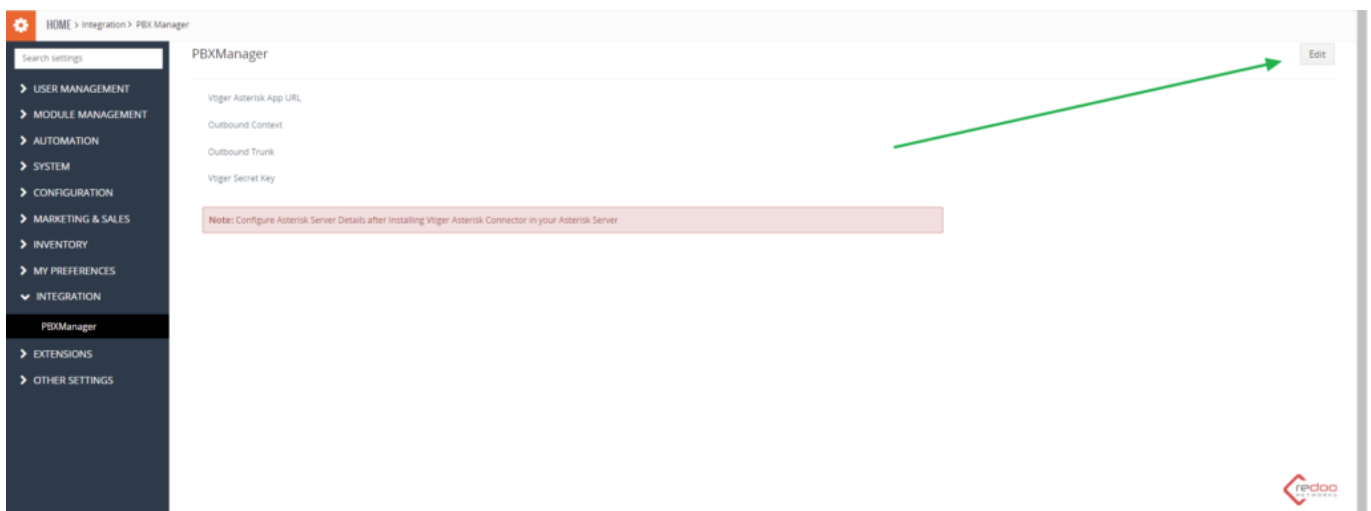 HOME > Integration > PBX Manager
Search settings
PBXManager
Edit
USER MANAGEMENT
MODULE MANAGEMENT
AUTOMATION
SYSTEM
CONFIGURATION
MARKETING & SALES
INVENTORY
MY PREFERENCES
INTEGRATION
PBXManager
EXTENSIONS
OTHER SETTINGS
Vtiger Asterisk App URL
Outbound Context
Outbound Trunk
Vtiger Secret Key
Note: Configure Asterisk Server Details after Installing Vtiger Asterisk Connector in your Asterisk Server
redoo
NETWORKS